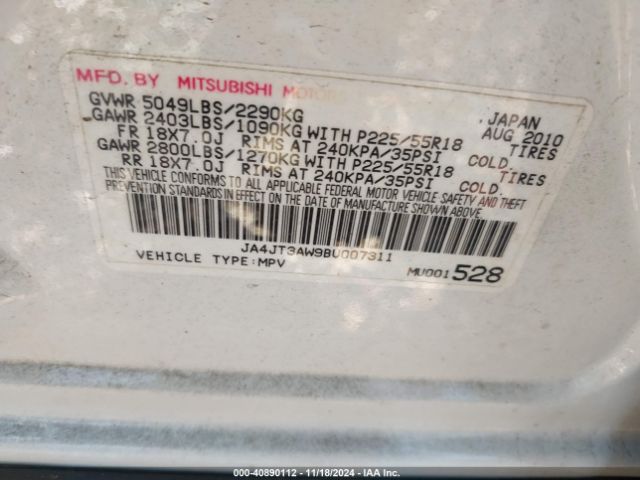 MFD. BY MITSUBISHI MOTOR
GVWR 5049LBS/2290KG JAPAN
GAWR 2403LBS/1090KG WITH P225/55R18 AUG 2010
FR 18X7.0J RIMS AT 240KPA/35PSI COLD. TIRES
GAWR 2800LBS/1270KG WITH P225/55R18 TIRES
RR 18X7.0J RIMS AT 240KPA/35PSI COLD.
THIS VEHICLE CONFORMS TO ALL APPLICABLE FEDERAL MOTOR VEHICLE SAFETY AND THEFT
PREVENTION STANDARDS IN EFFECT ON THE DATE OF MANUFACTURE SHOWN ABOVE.
JA4JT3AW9BU007311
VEHICLE TYPE:MPV MU001528
000-40890112 - 11/18/2024 - IAA Inc.